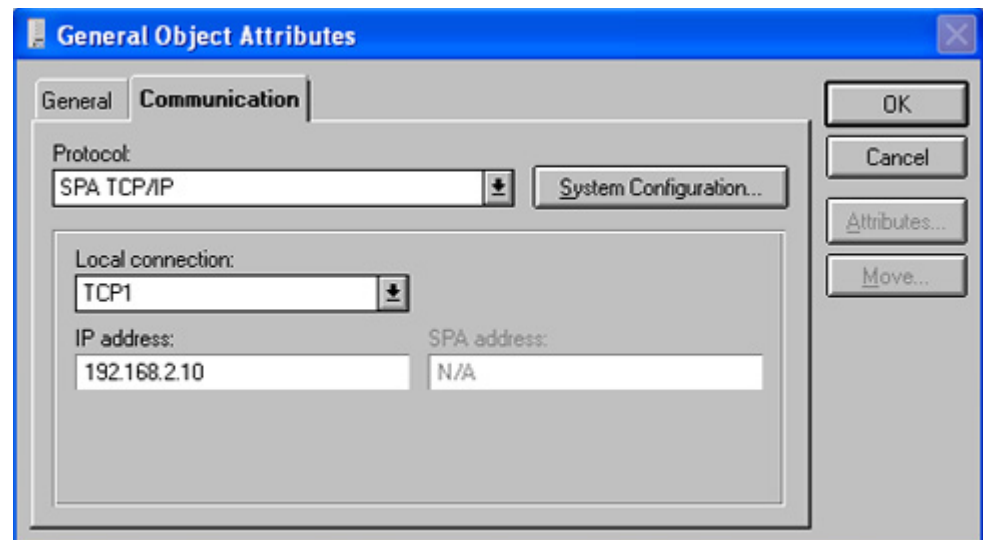 General Object Attributes
General
Communication
OK
Protocol:
Cancel
SPA TCP/IP
System Configuration...
Attributes...
Local connection:
Move...
TCP1
IP address:
SPA address:
192.168.2.10
N/A